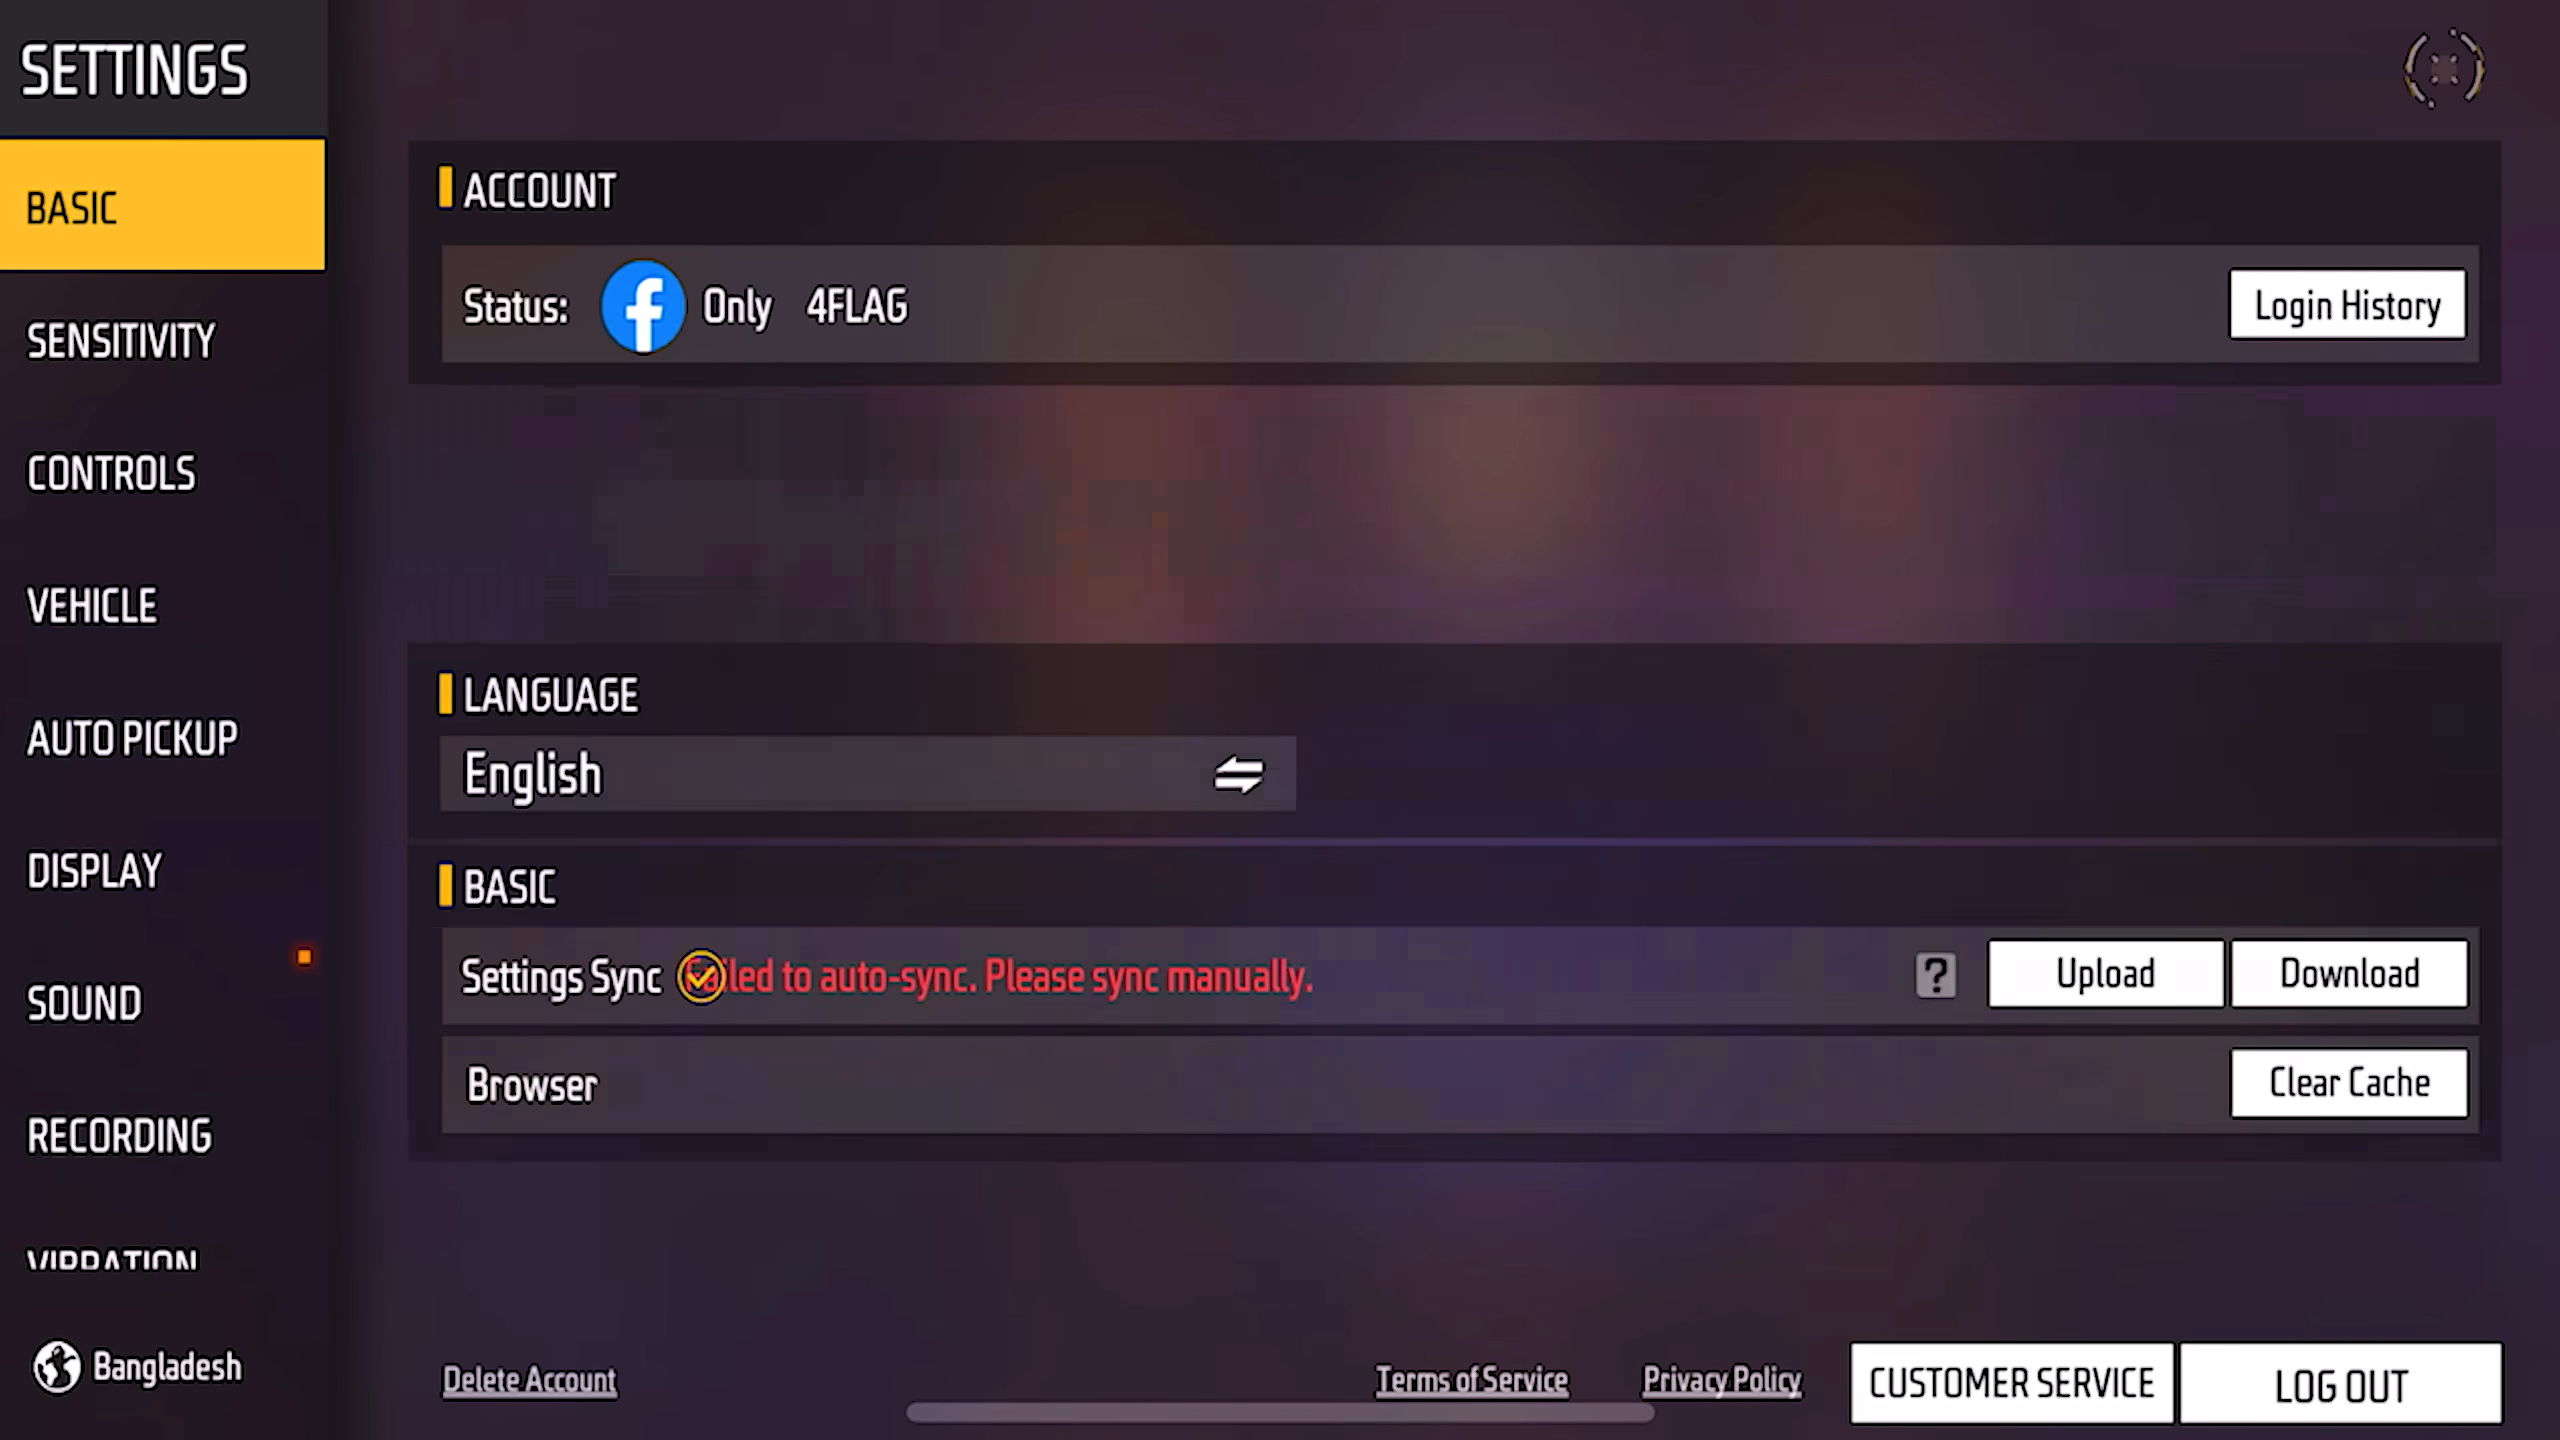 SETTINGS
BASIC
SENSITIVITY
CONTROLS
VEHICLE
AUTO PICKUP
DISPLAY
SOUND
RECORDING
VIBRATION
Bangladesh
ACCOUNT
Status: Only 4FLAG
Login History
LANGUAGE
English
BASIC
Settings Sync Failed to auto-sync. Please sync manually.
? Upload Download
Browser
Clear Cache
Delete Account
Terms of Service
Privacy Policy
CUSTOMER SERVICE
LOG OUT